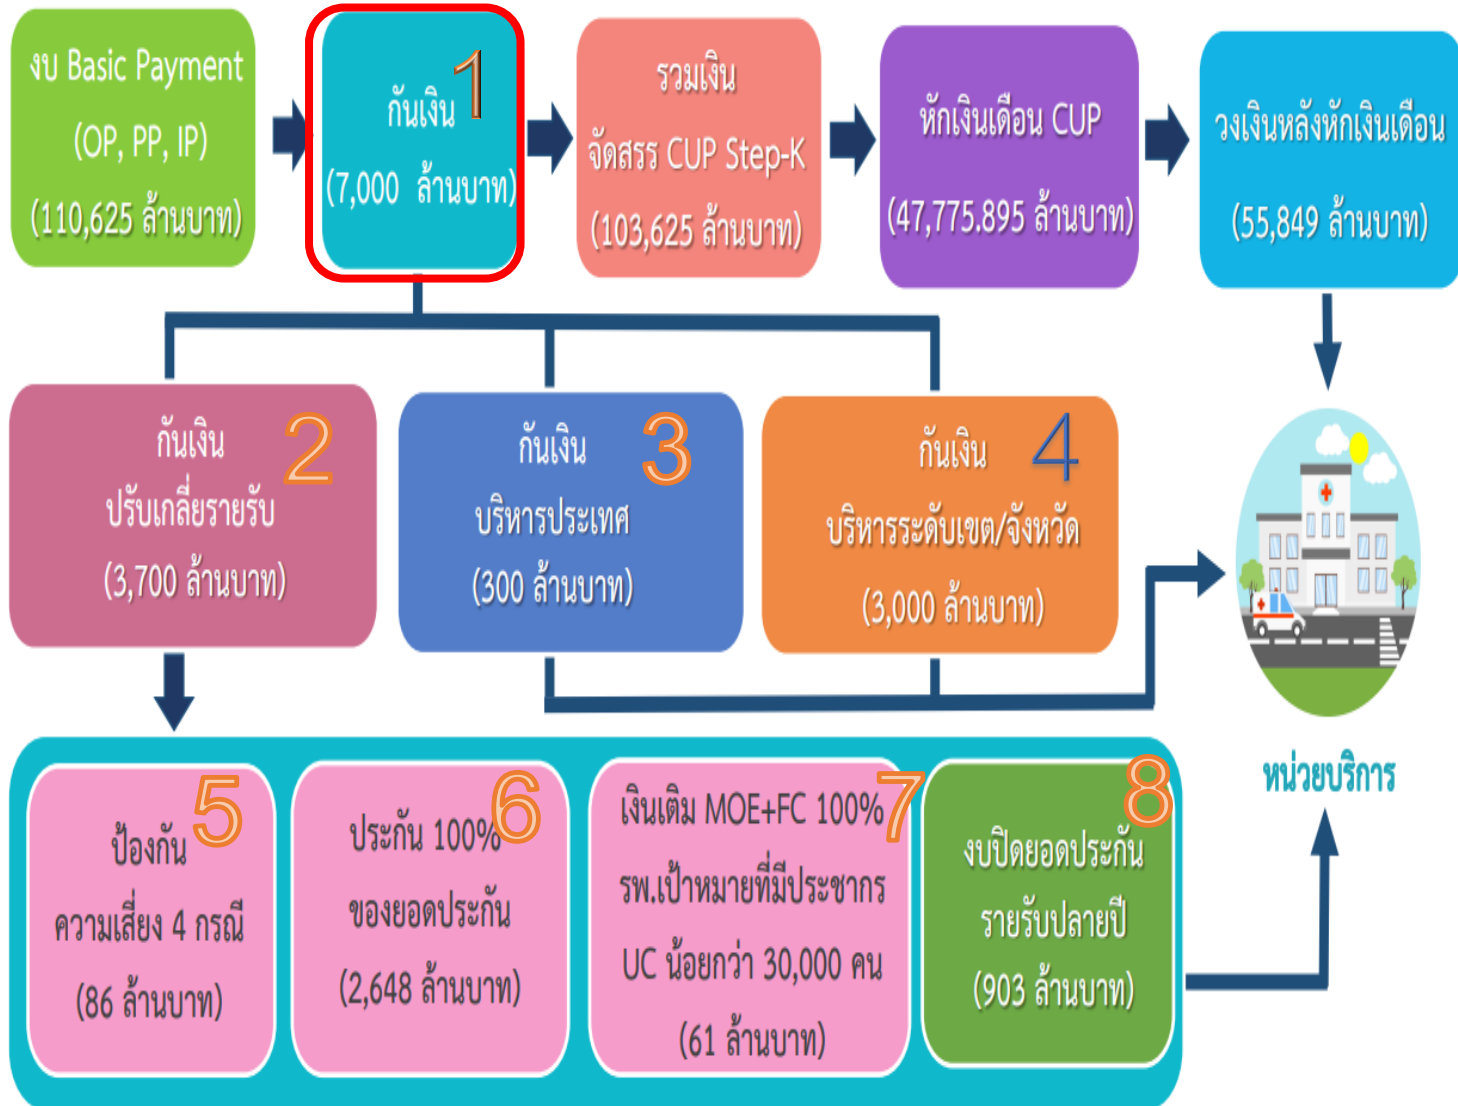 งบ Basic Payment
(OP, PP, IP)
(110,625 ล้านบาท)
1
กันเงิน
(7,000 ล้านบาท)
รวมเงิน
จัดสรร CUP Step-K
(103,625 ล้านบาท)
หักเงินเดือน CUP
(47,775.895 ล้านบาท)
วงเงินหลังหักเงินเดือน
(55,849 ล้านบาท)
2
กันเงิน
ปรับเกลี่ยรายรับ
(3,700 ล้านบาท)
3
กันเงิน
บริหารประเทศ
(300 ล้านบาท)
4
กันเงิน
บริหารระดับเขต/จังหวัด
(3,000 ล้านบาท)
หน่วยบริการ
5
ป้องกัน
ความเสี่ยง 4 กรณี
(86 ล้านบาท)
6
ประกัน 100%
ของยอดประกัน
(2,648 ล้านบาท)
7
เงินเติม MOE+FC 100%
รพ.เป้าหมายที่มีประชากร
UC น้อยกว่า 30,000 คน
(61 ล้านบาท)
8
งบปิดยอดประกัน
รายรับปลายปี
(903 ล้านบาท)